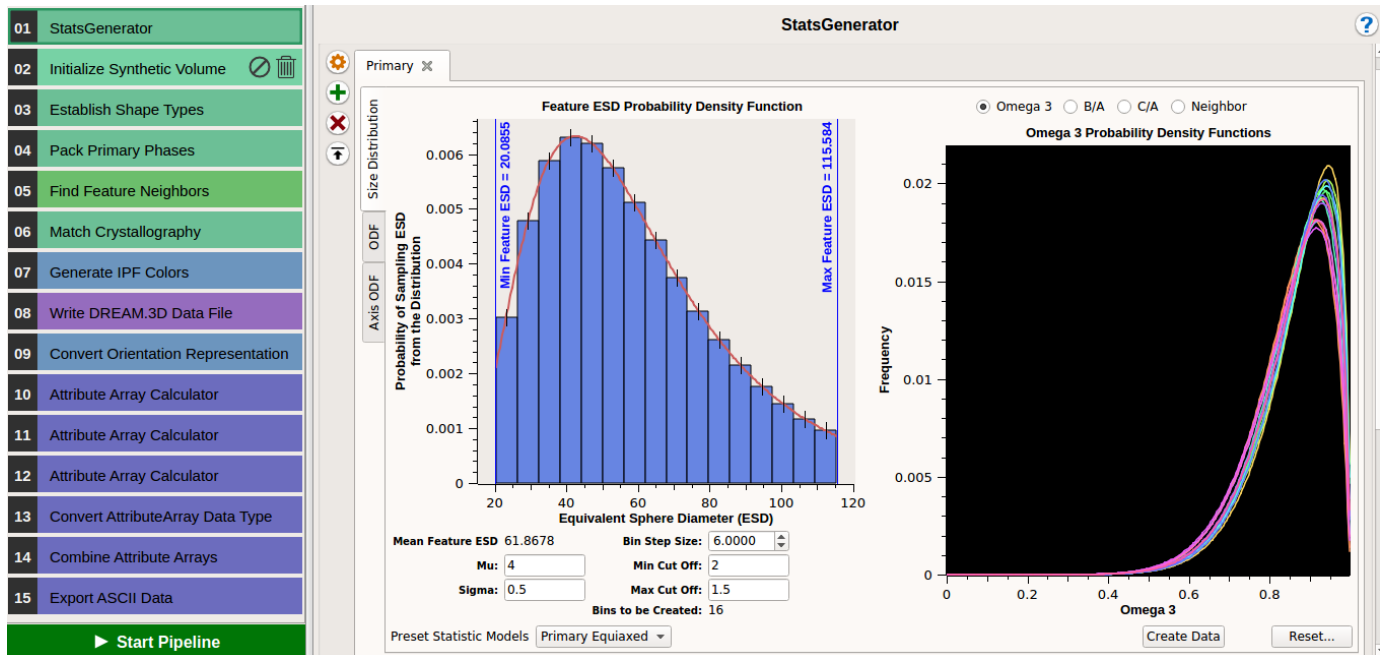 StatsGenerator
01 StatsGenerator
02 Initialize Synthetic Volume
03 Establish Shape Types
04 Pack Primary Phases
05 Find Feature Neighbors
06 Match Crystallography
07 Generate IPF Colors
08 Write DREAM.3D Data File
09 Convert Orientation Representation
10 Attribute Array Calculator
11 Attribute Array Calculator
12 Attribute Array Calculator
13 Convert AttributeArray Data Type
14 Combine Attribute Arrays
15 Export ASCII Data
Start Pipeline
?
Primary
Size Distribution
ODF
Axis ODF
Feature ESD Probability Density Function
Probability of Sampling ESD
from the Distribution
0.006
0.005
0.004
0.003
0.002
0.001
0
Min Feature ESD = 20.0855
Max Feature ESD = 115.584
20 40 60 80 100 120
Equivalent Sphere Diameter (ESD)
Mean Feature ESD 61.8678
Bin Step Size: 6.0000
Mu: 4
Min Cut Off: 2
Sigma: 0.5
Max Cut Off: 1.5
Bins to be Created: 16
Preset Statistic Models Primary Equiaxed
Omega 3 B/A C/A Neighbor
Omega 3 Probability Density Functions
Frequency
0.02
0.015
0.01
0.005
0
0 0.2 0.4 0.6 0.8
Omega 3
Create Data
Reset...